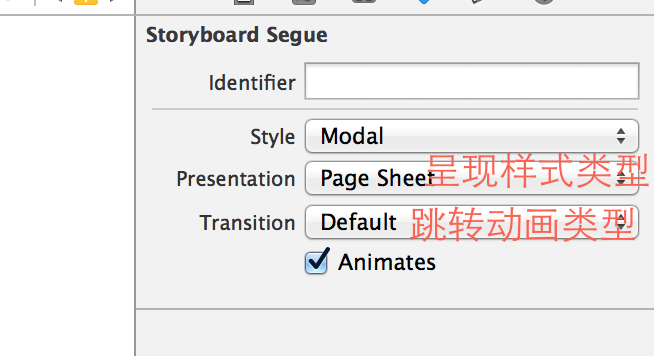 Storyboard Segue
Identifier
Style Modal
Presentation Page Sheet 呈现样式类型
Transition Default 跳转动画类型
Animates